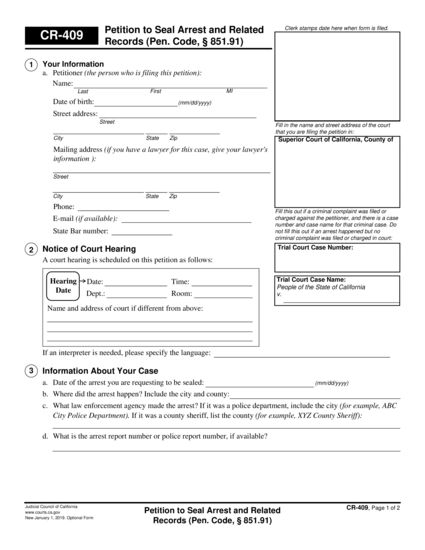 CR-409
Petition to Seal Arrest and Related
Records (Pen. Code, § 851.91)
Clerk stamps date here when form is filed.
1 Your Information
a. Petitioner (the person who is filing this petition):
Name:
Last First MI
Date of birth: (mm/dd/yyyy)
Street address:
Street
City State Zip
Mailing address (if you have a lawyer for this case, give your lawyer's
information ):
Street
City State Zip
Phone:
E-mail (if available):
State Bar number:
Fill in the name and street address of the court
that you are filing the petition in:
Superior Court of California, County of
Fill this out if a criminal complaint was filed or
charged against the petitioner, and there is a case
number and case name for that criminal case. Do
not fill this out if an arrest happened but no
criminal complaint was filed or charged in court:
Trial Court Case Number:
Trial Court Case Name:
People of the State of California
v.
2 Notice of Court Hearing
A court hearing is scheduled on this petition as follows:
Hearing Date → Date: Time:
Dept.: Room:
Name and address of court if different from above:
If an interpreter is needed, please specify the language:
3 Information About Your Case
a. Date of the arrest you are requesting to be sealed: (mm/dd/yyyy)
b. Where did the arrest happen? Include the city and county:
c. What law enforcement agency made the arrest? If it was a police department, include the city (for example, ABC
City Police Department). If it was a county sheriff, list the county (for example, XYZ County Sheriff):
d. What is the arrest report number or police report number, if available?
Judicial Council of California
www.courts.ca.gov
New January 1, 2019. Optional Form
Petition to Seal Arrest and Related
Records (Pen. Code, § 851.91)
CR-409, Page 1 of 2